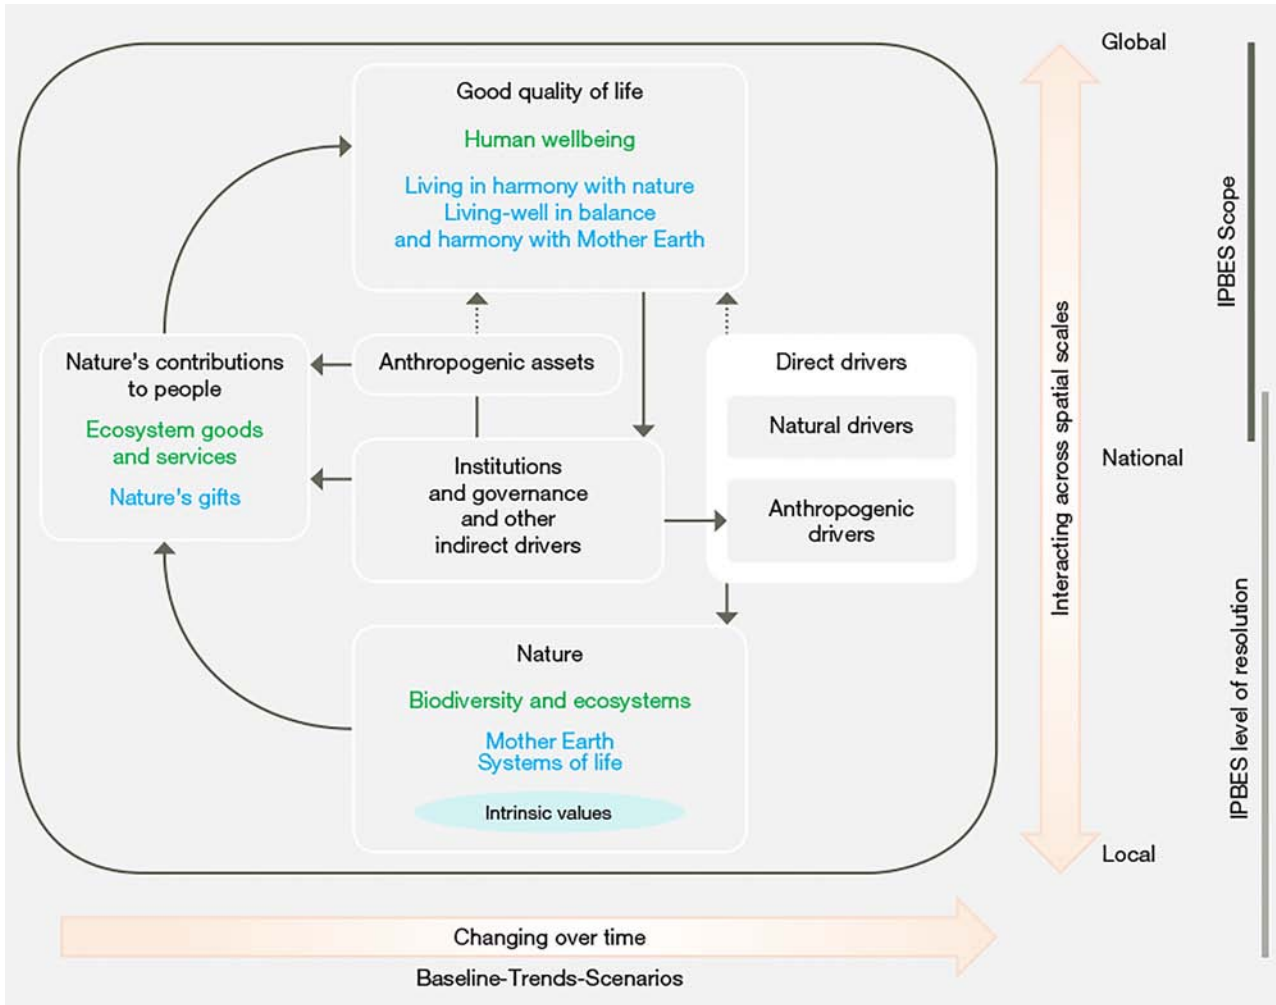 Good quality of life
Human wellbeing
Living in harmony with nature
Living-well in balance
and harmony with Mother Earth
Nature's contributions
to people
Ecosystem goods
and services
Nature's gifts
Anthropogenic assets
Institutions
and governance
and other
indirect drivers
Direct drivers
Natural drivers
Anthropogenic
drivers
Nature
Biodiversity and ecosystems
Mother Earth
Systems of life
Intrinsic values
Changing over time
Baseline-Trends-Scenarios
Interacting across spatial scales
Global
National
Local
IPBES Scope
IPBES level of resolution